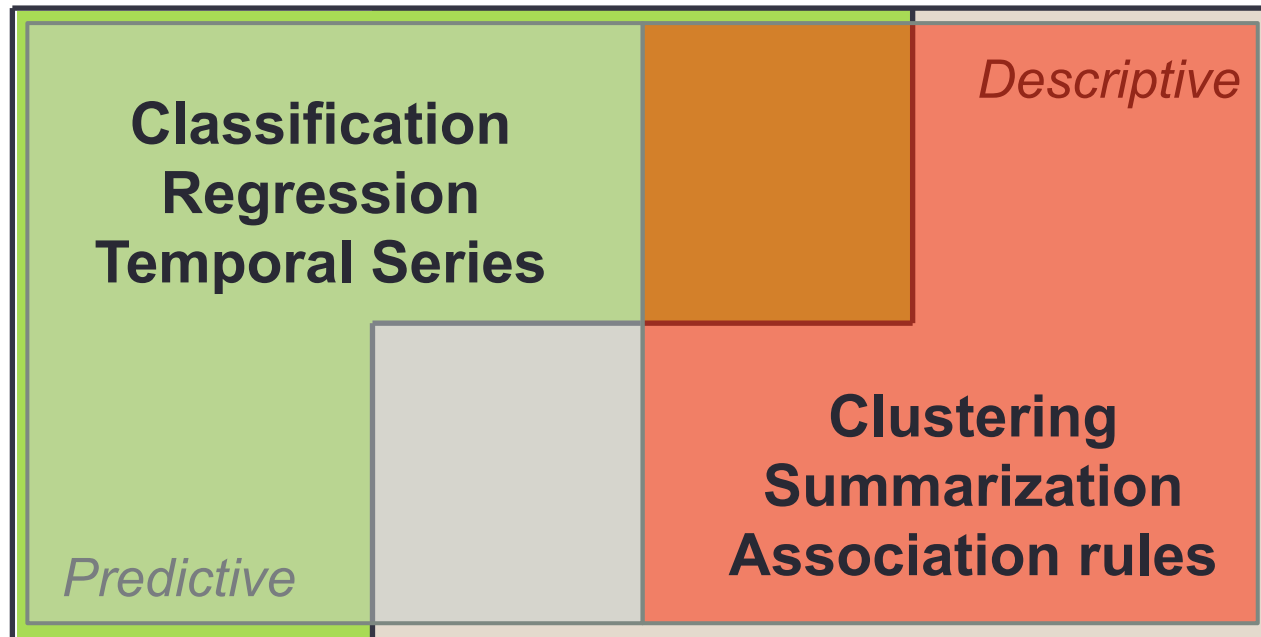 Classification
Regression
Temporal Series
Predictive
Descriptive
Clustering
Summarization
Association rules